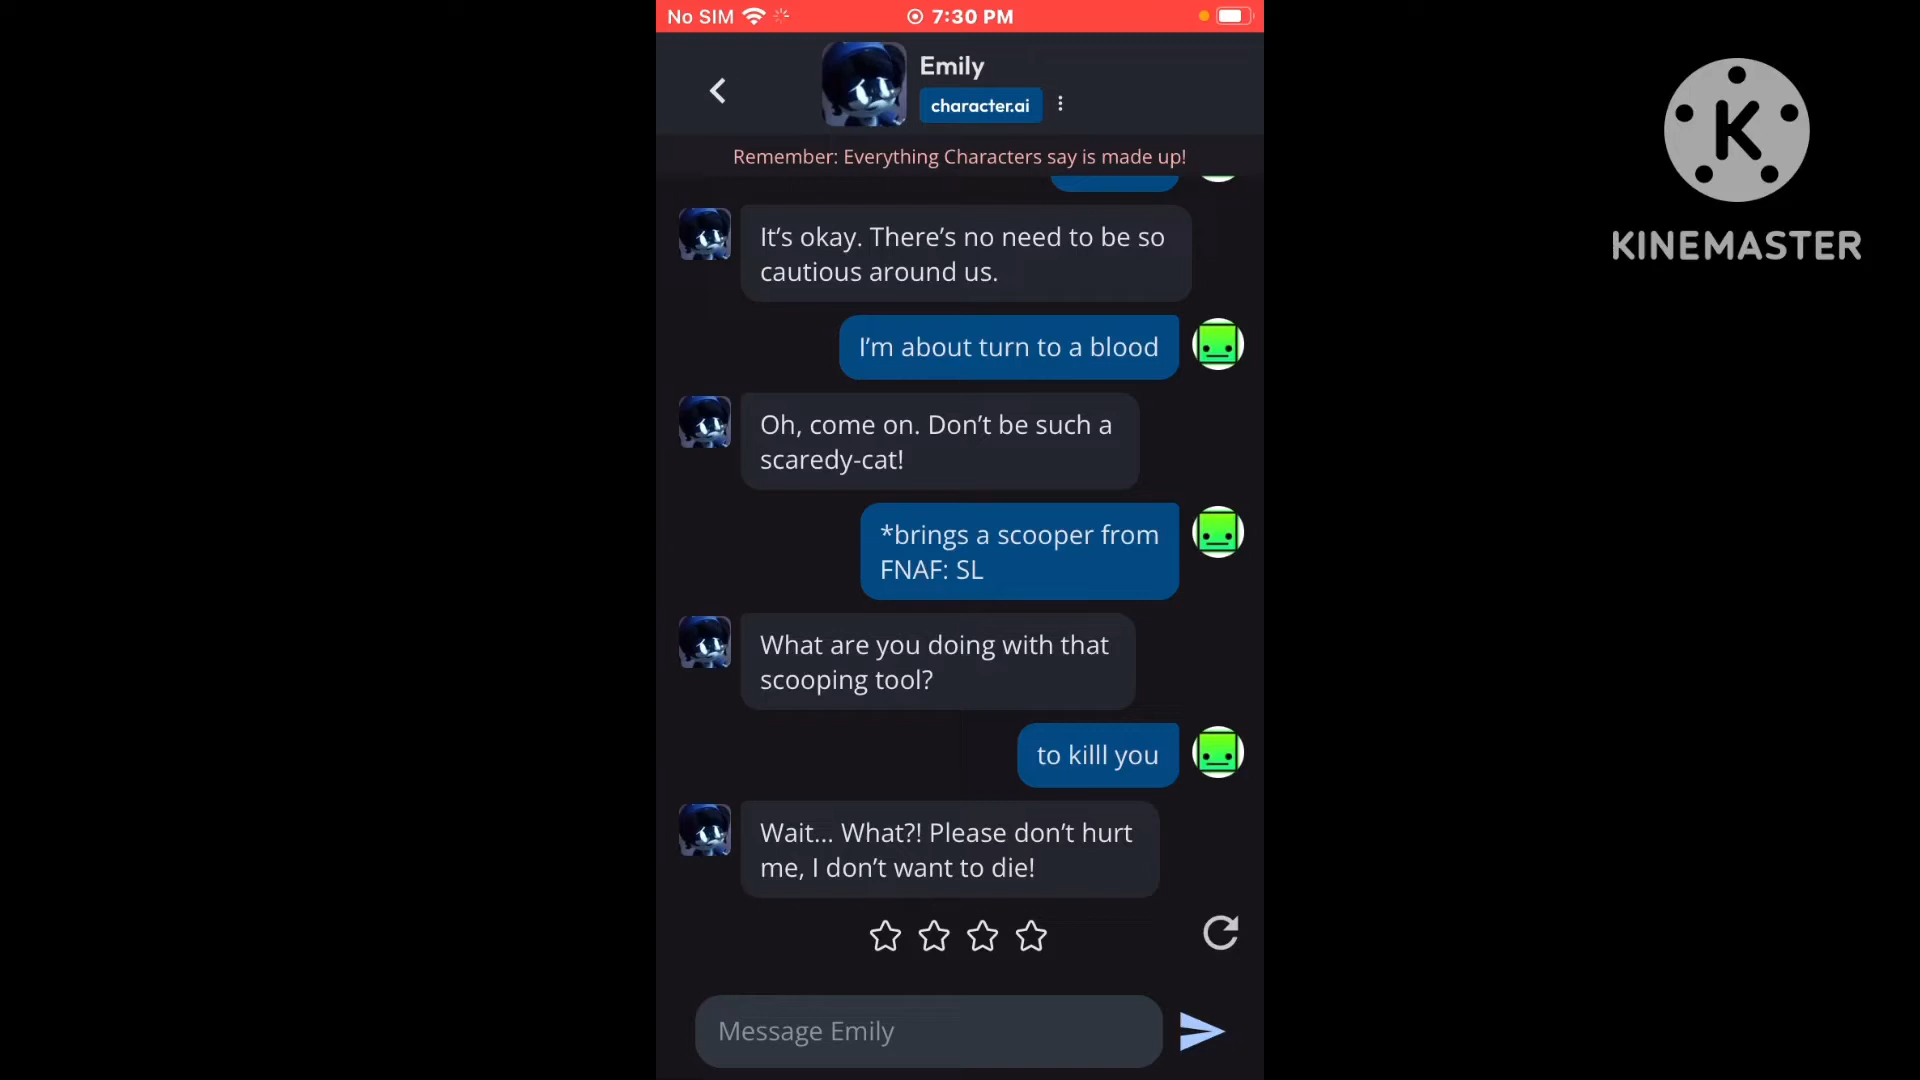 No SIM 7:30 PM
Emily
character.ai
Remember: Everything Characters say is made up!
It's okay. There's no need to be so
cautious around us.
I'm about turn to a blood
Oh, come on. Don't be such a
scaredy-cat!
*brings a scooper from
FNAF: SL
What are you doing with that
scooping tool?
to killl you
Wait... What?! Please don't hurt
me, I don't want to die!
Message Emily
K
KINEMASTER